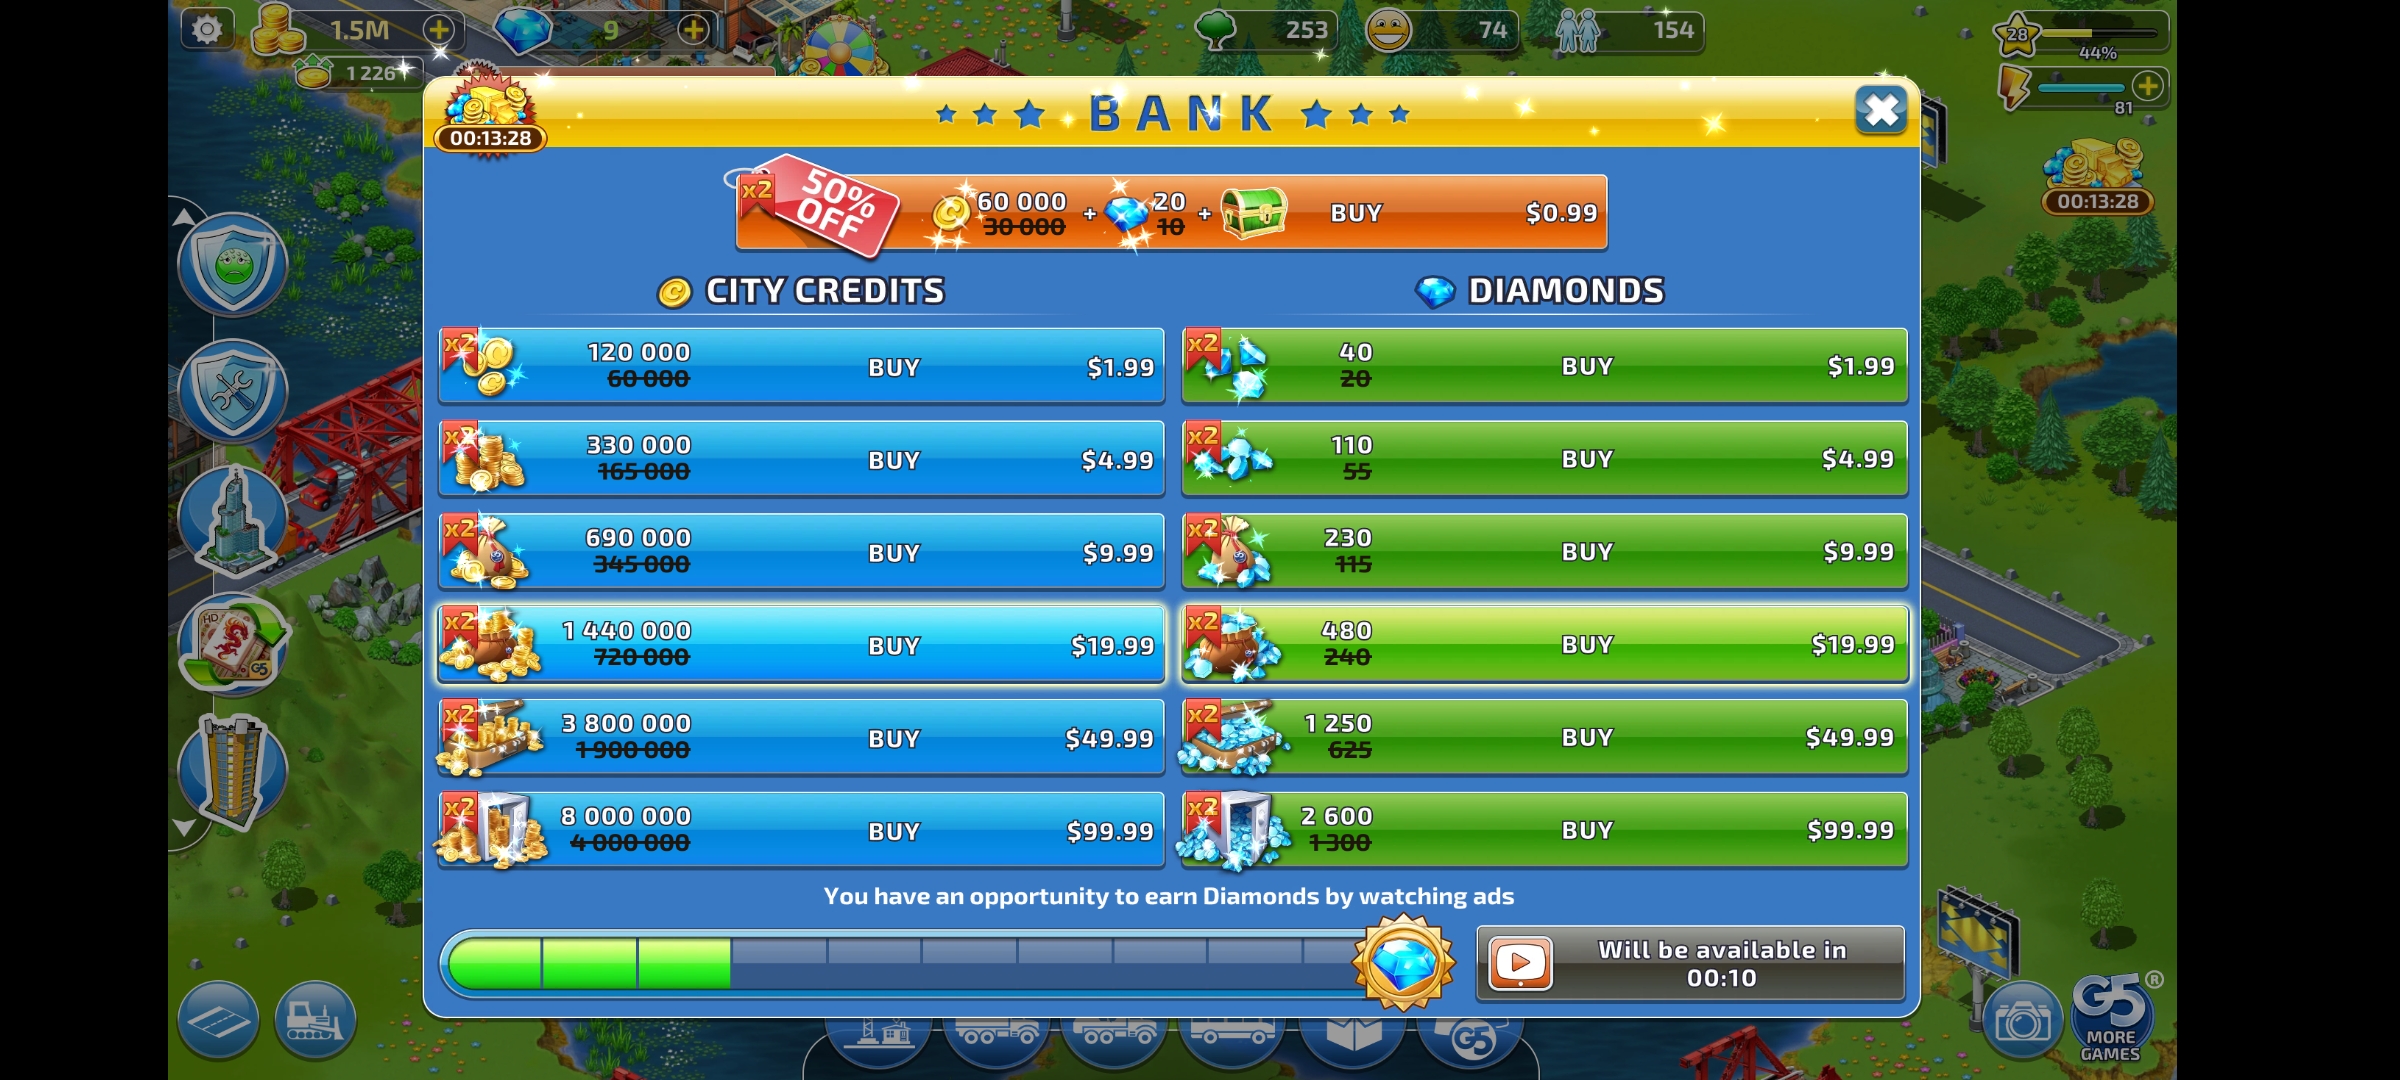 1.5M
9
253
74
154
28
44%
1 226
81
00:13:28
BANK
00:13:28
x2
50% OFF
60 000
30 000
+
20
10
+
BUY
$0.99
CITY CREDITS
DIAMONDS
x2
120 000
60 000
BUY
$1.99
x2
40
20
BUY
$1.99
x2
330 000
165 000
BUY
$4.99
x2
110
55
BUY
$4.99
x2
690 000
345 000
BUY
$9.99
x2
230
115
BUY
$9.99
x2
1 440 000
720 000
BUY
$19.99
x2
480
240
BUY
$19.99
x2
3 800 000
1 900 000
BUY
$49.99
x2
1 250
625
BUY
$49.99
x2
8 000 000
4 000 000
BUY
$99.99
x2
2 600
1 300
BUY
$99.99
HD
G5
You have an opportunity to earn Diamonds by watching ads
Will be available in
00:10
G5
G5®
MORE
GAMES